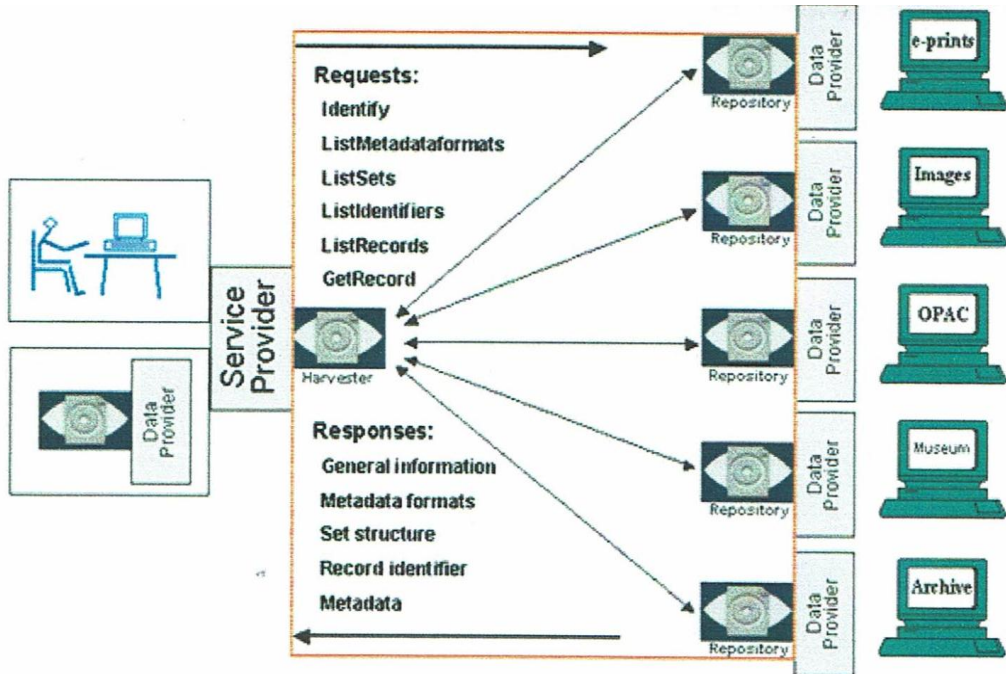 Requests:
Identify
ListMetadataformats
ListSets
ListIdentifiers
ListRecords
GetRecord
Service
Provider
Harvester
Data
Provider
Responses:
General information
Metadata formats
Set structure
Record identifier
Metadata
Repository
Data
Provider
e-prints
Repository
Data
Provider
Images
Repository
Data
Provider
OPAC
Repository
Data
Provider
Museum
Repository
Data
Provider
Archive